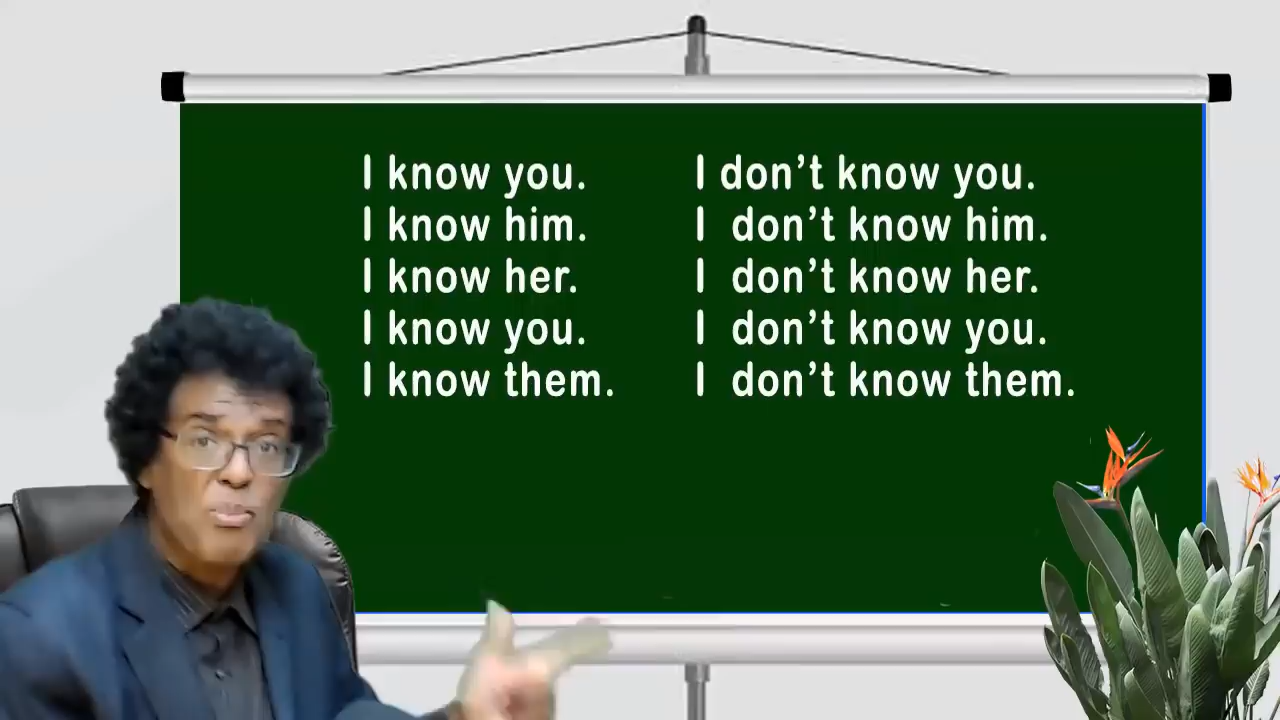 I know you. I don’t know you.
I know him. I don’t know him.
I know her. I don’t know her.
I know you. I don’t know you.
I know them. I don’t know them.